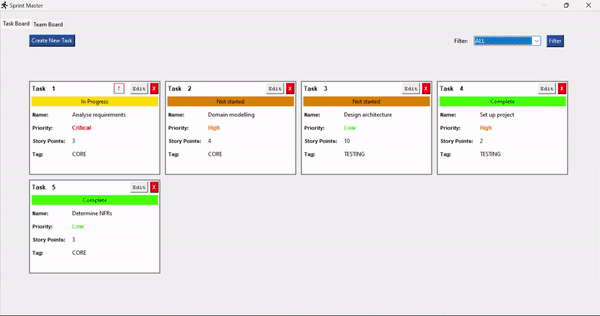 Sprint Master
Task Board Team Board
Create New Task
Filter: ALL Filter
Task 1 ! Edit X
In Progress
Name: Analyse requirements
Priority: Critical
Story Points: 3
Tag: CORE
Task 2 Edit X
Not started
Name: Domain modelling
Priority: High
Story Points: 4
Tag: CORE
Task 3 Edit X
Not started
Name: Design architecture
Priority: Low
Story Points: 10
Tag: TESTING
Task 4 Edit X
Complete
Name: Set up project
Priority: High
Story Points: 2
Tag: TESTING
Task 5 Edit X
Complete
Name: Determine NFRs
Priority: Low
Story Points: 3
Tag: CORE